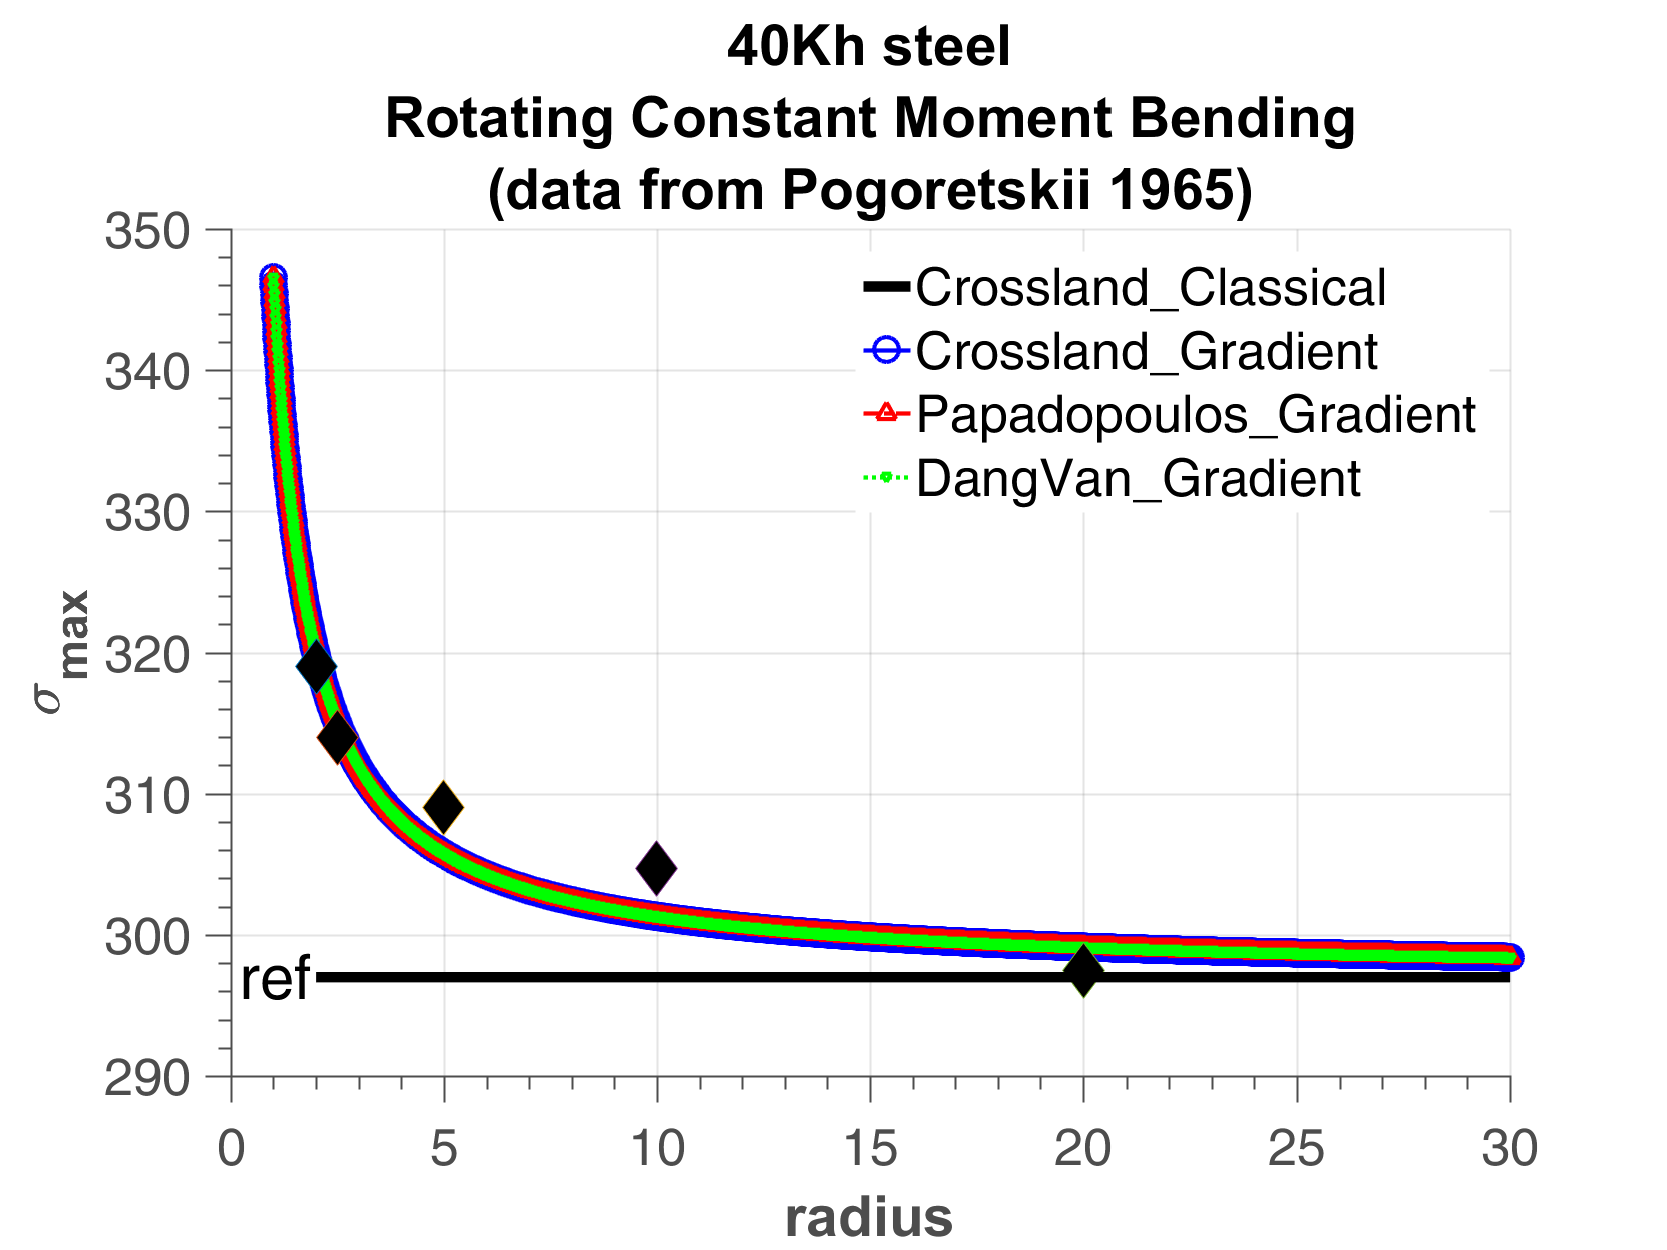 40Kh steel
Rotating Constant Moment Bending
(data from Pogoretskii 1965)
350
340
330
320
310
300
290
σ max
Crossland_Classical
Crossland_Gradient
Papadopoulos_Gradient
DangVan_Gradient
ref
0 5 10 15 20 25 30
radius